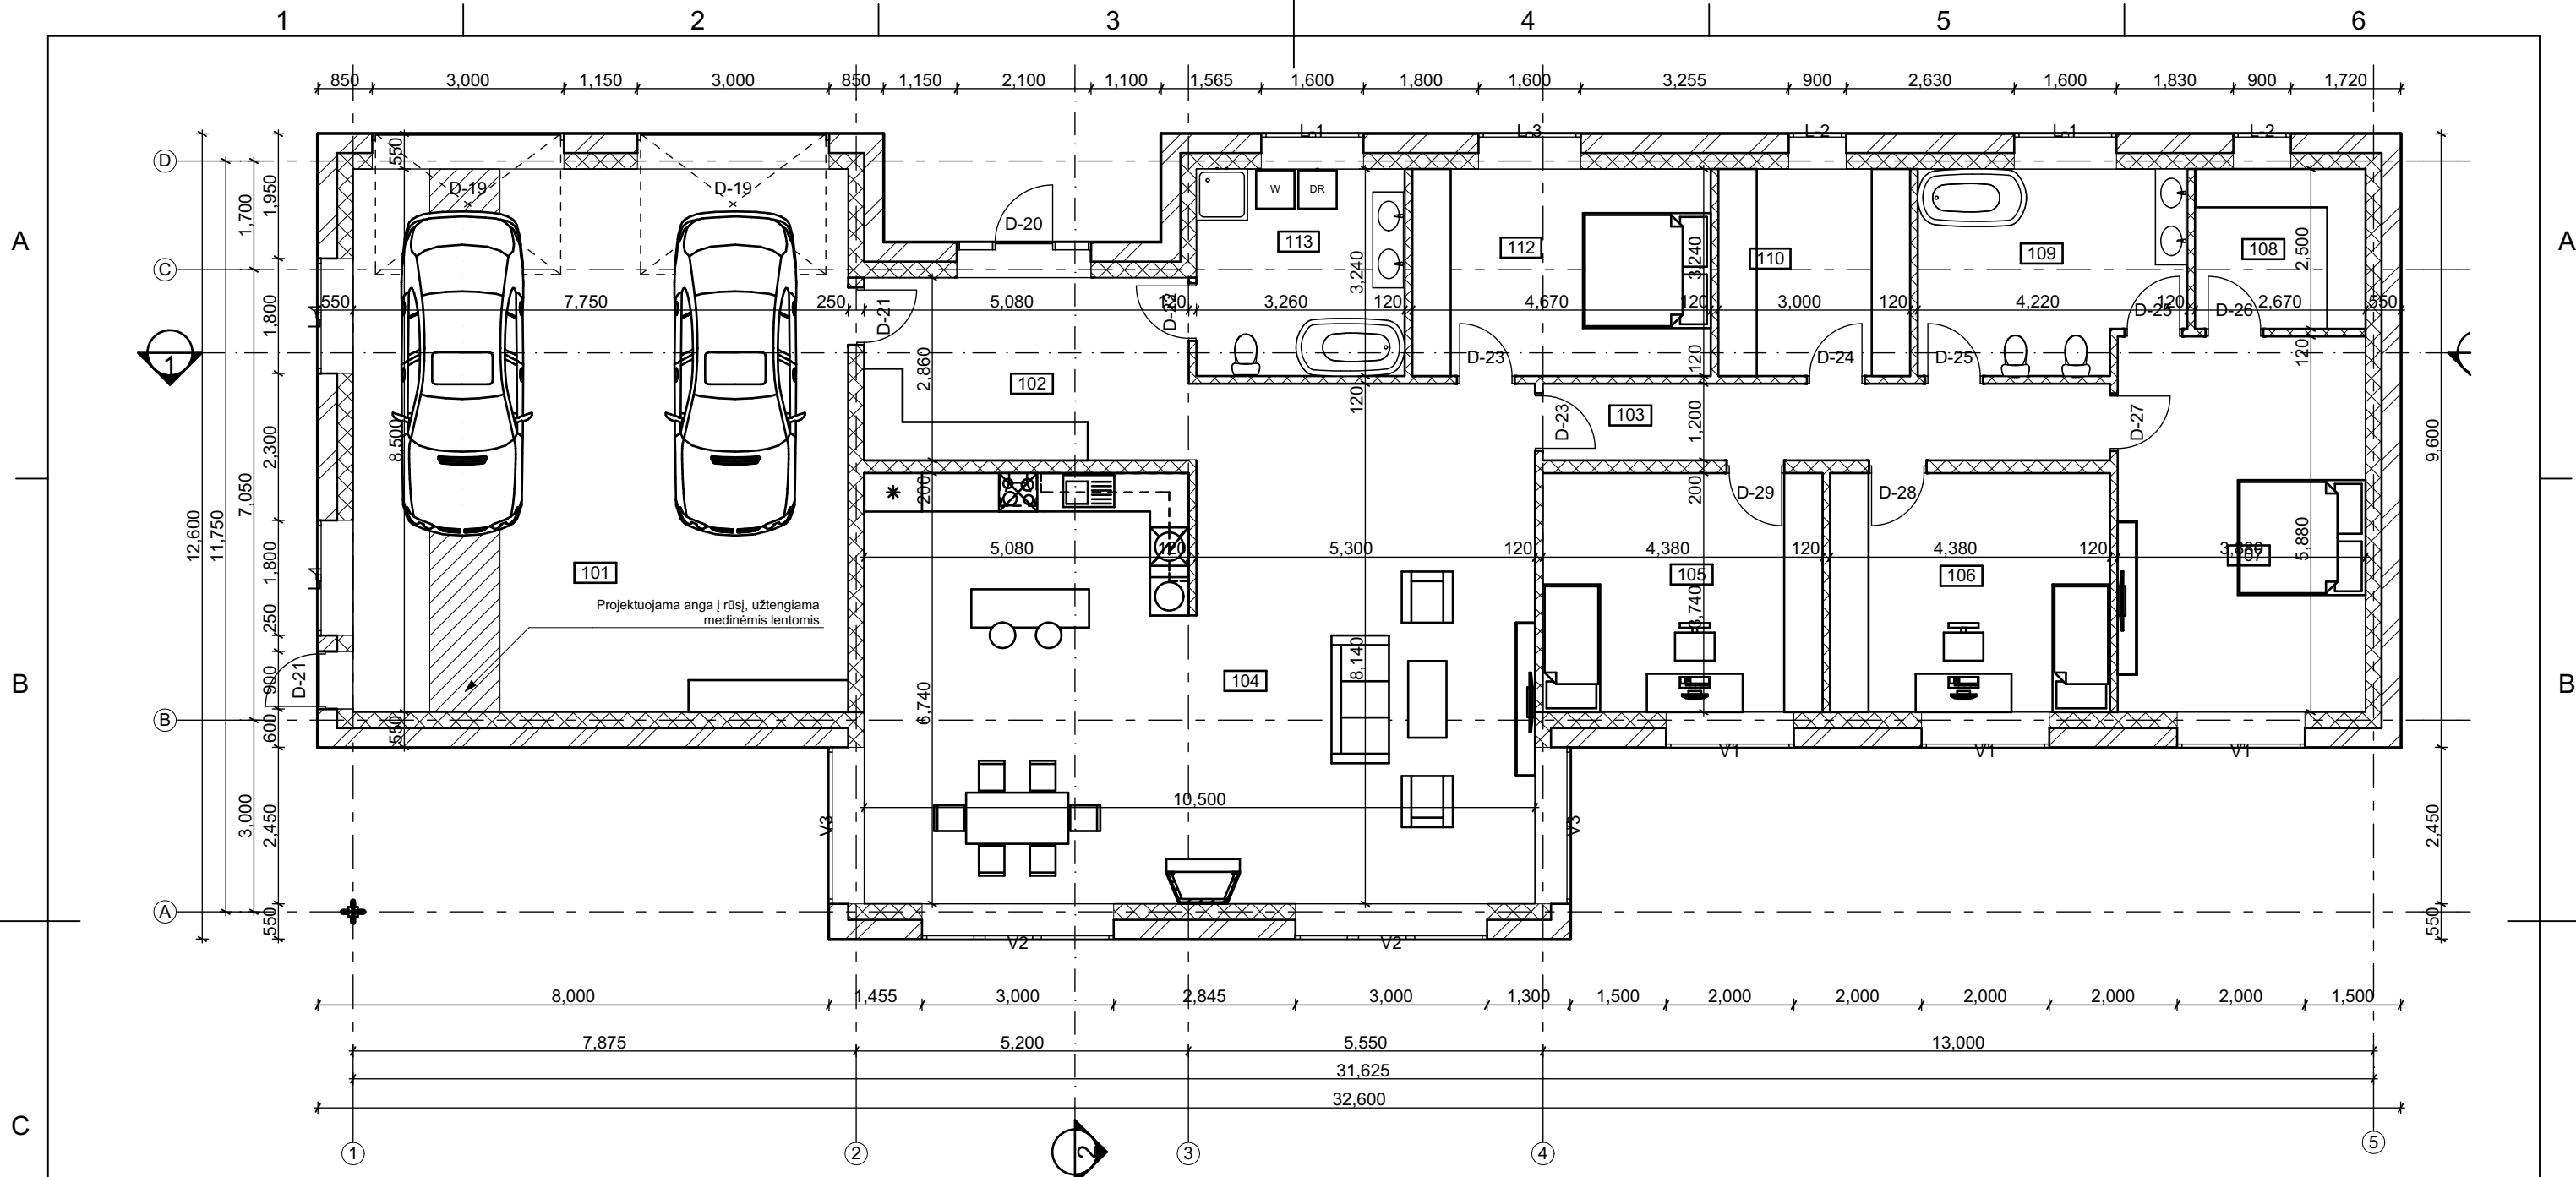 1 2 3 4 5 6
850 3,000 1,150 3,000 850 1,150 2,100 1,100 1,565 1,600 1,800 1,600 3,255 900 2,630 1,600 1,830 900 1,720
L-1 L-3 L-2 L-1 L-2
D
550
D-19 D-19
W DR
1,950
1,700
D-20
A A
113 112 110 109 108
3,240 3,240 2,500
C
550 7,750 250 D-21 5,080 120 D-22 3,260 120 4,670 120 3,000 120 4,220 120 D-25 2,670 D-26 550
1,800
L-4
1
D-23 D-24 D-25
2,860
120
120
120
102
103
D-23
D-27
1,200
8,500
2,300
9,600
7,050
12,600
11,750
200
200
D-29 D-28
5,080 120 5,300 120 4,380 120 4,380 120 3,880
107
5,880
1,800
L-4
101
105 106
Projektuojama anga į rūsį, užtengiama
medinėmis lentomis
250
3,740
8,140
D-21
900
104
B B
6,740
B
600
550
V1 V1 V1
10,500
3,000
2,450
V3 V3
2,450
A
550
550
V2 V2
8,000 1,455 3,000 2,845 3,000 1,300 1,500 2,000 2,000 2,000 2,000 2,000 1,500
7,875 5,200 5,550 13,000
31,625
32,600
C
1 2 2 3 4 5